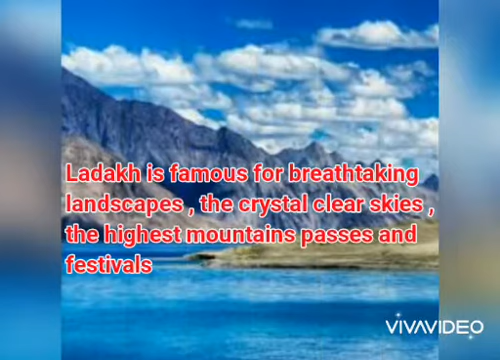 Ladakh is famous for breathtaking
landscapes , the crystal clear skies ,
the highest mountains passes and
festivals
VIVAVIDEO